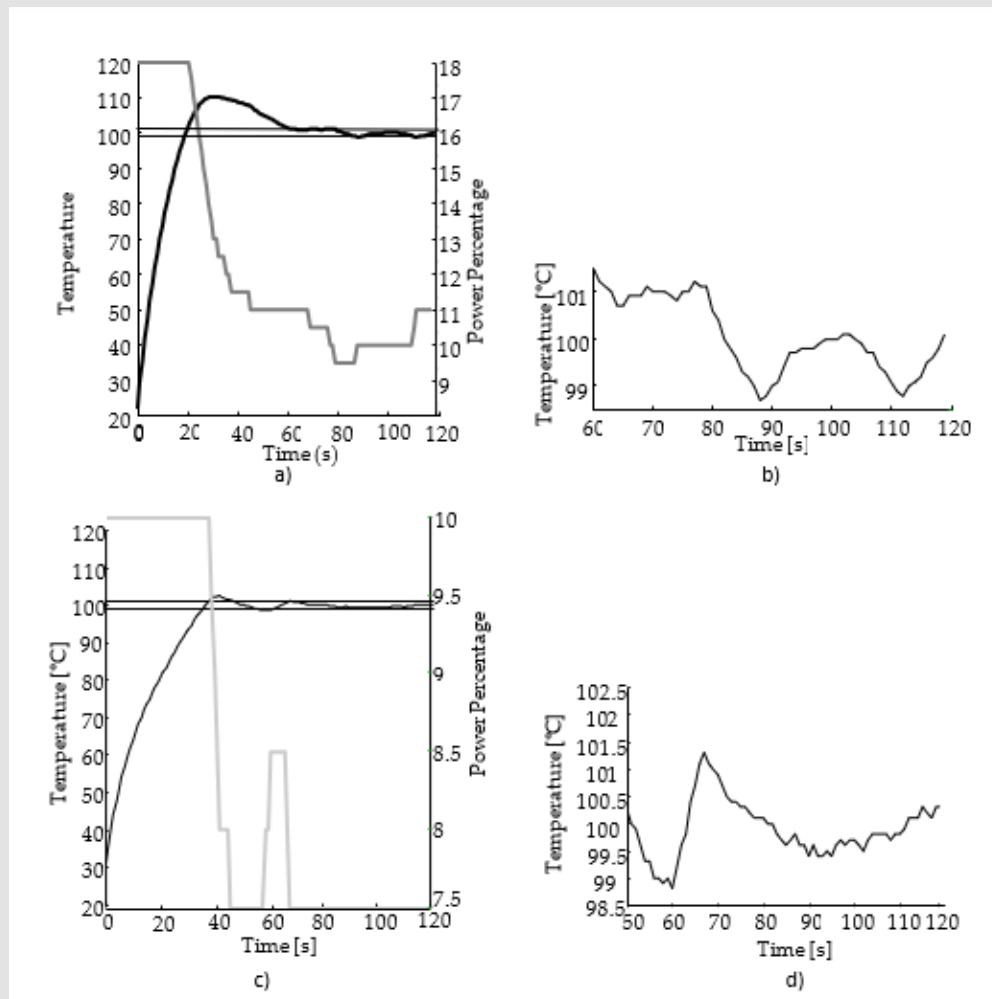 120
110
100
90
80
70
60
50
40
30
20
Temperature
18
17
16
15
14
13
12
11
10
9
Power Percentage
0 20 40 60 80 100 120
Time (s)
a)
Temperature [°C]
101
100
99
60 70 80 90 100 110 120
Time [s]
b)
120
110
100
90
80
70
60
50
40
30
20
Temperature [°C]
10
9.5
9
8.5
8
7.5
Power Percentage
0 20 40 60 80 100 120
Time [s]
c)
102.5
102
101.5
101
100.5
100
99.5
99
98.5
Temperature [°C]
50 60 70 80 90 100 110 120
Time [s]
d)